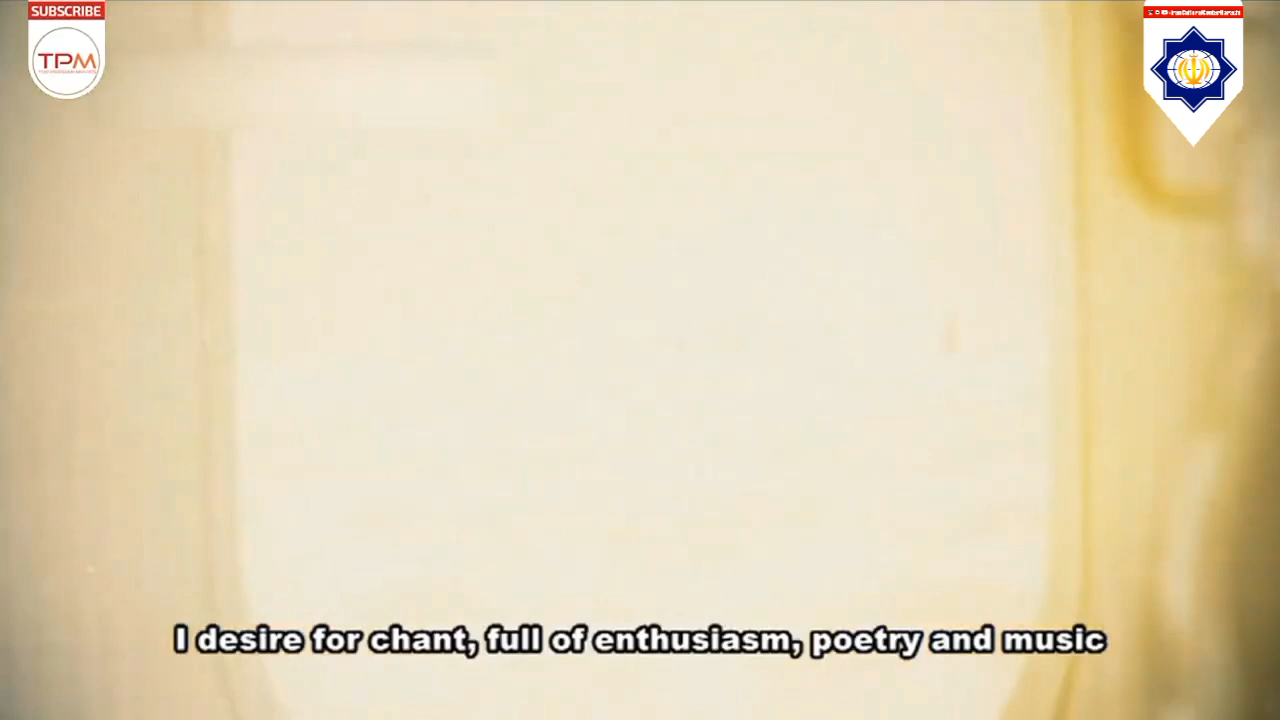 SUBSCRIBE
TPM
I desire for chant, full of enthusiasm, poetry and music